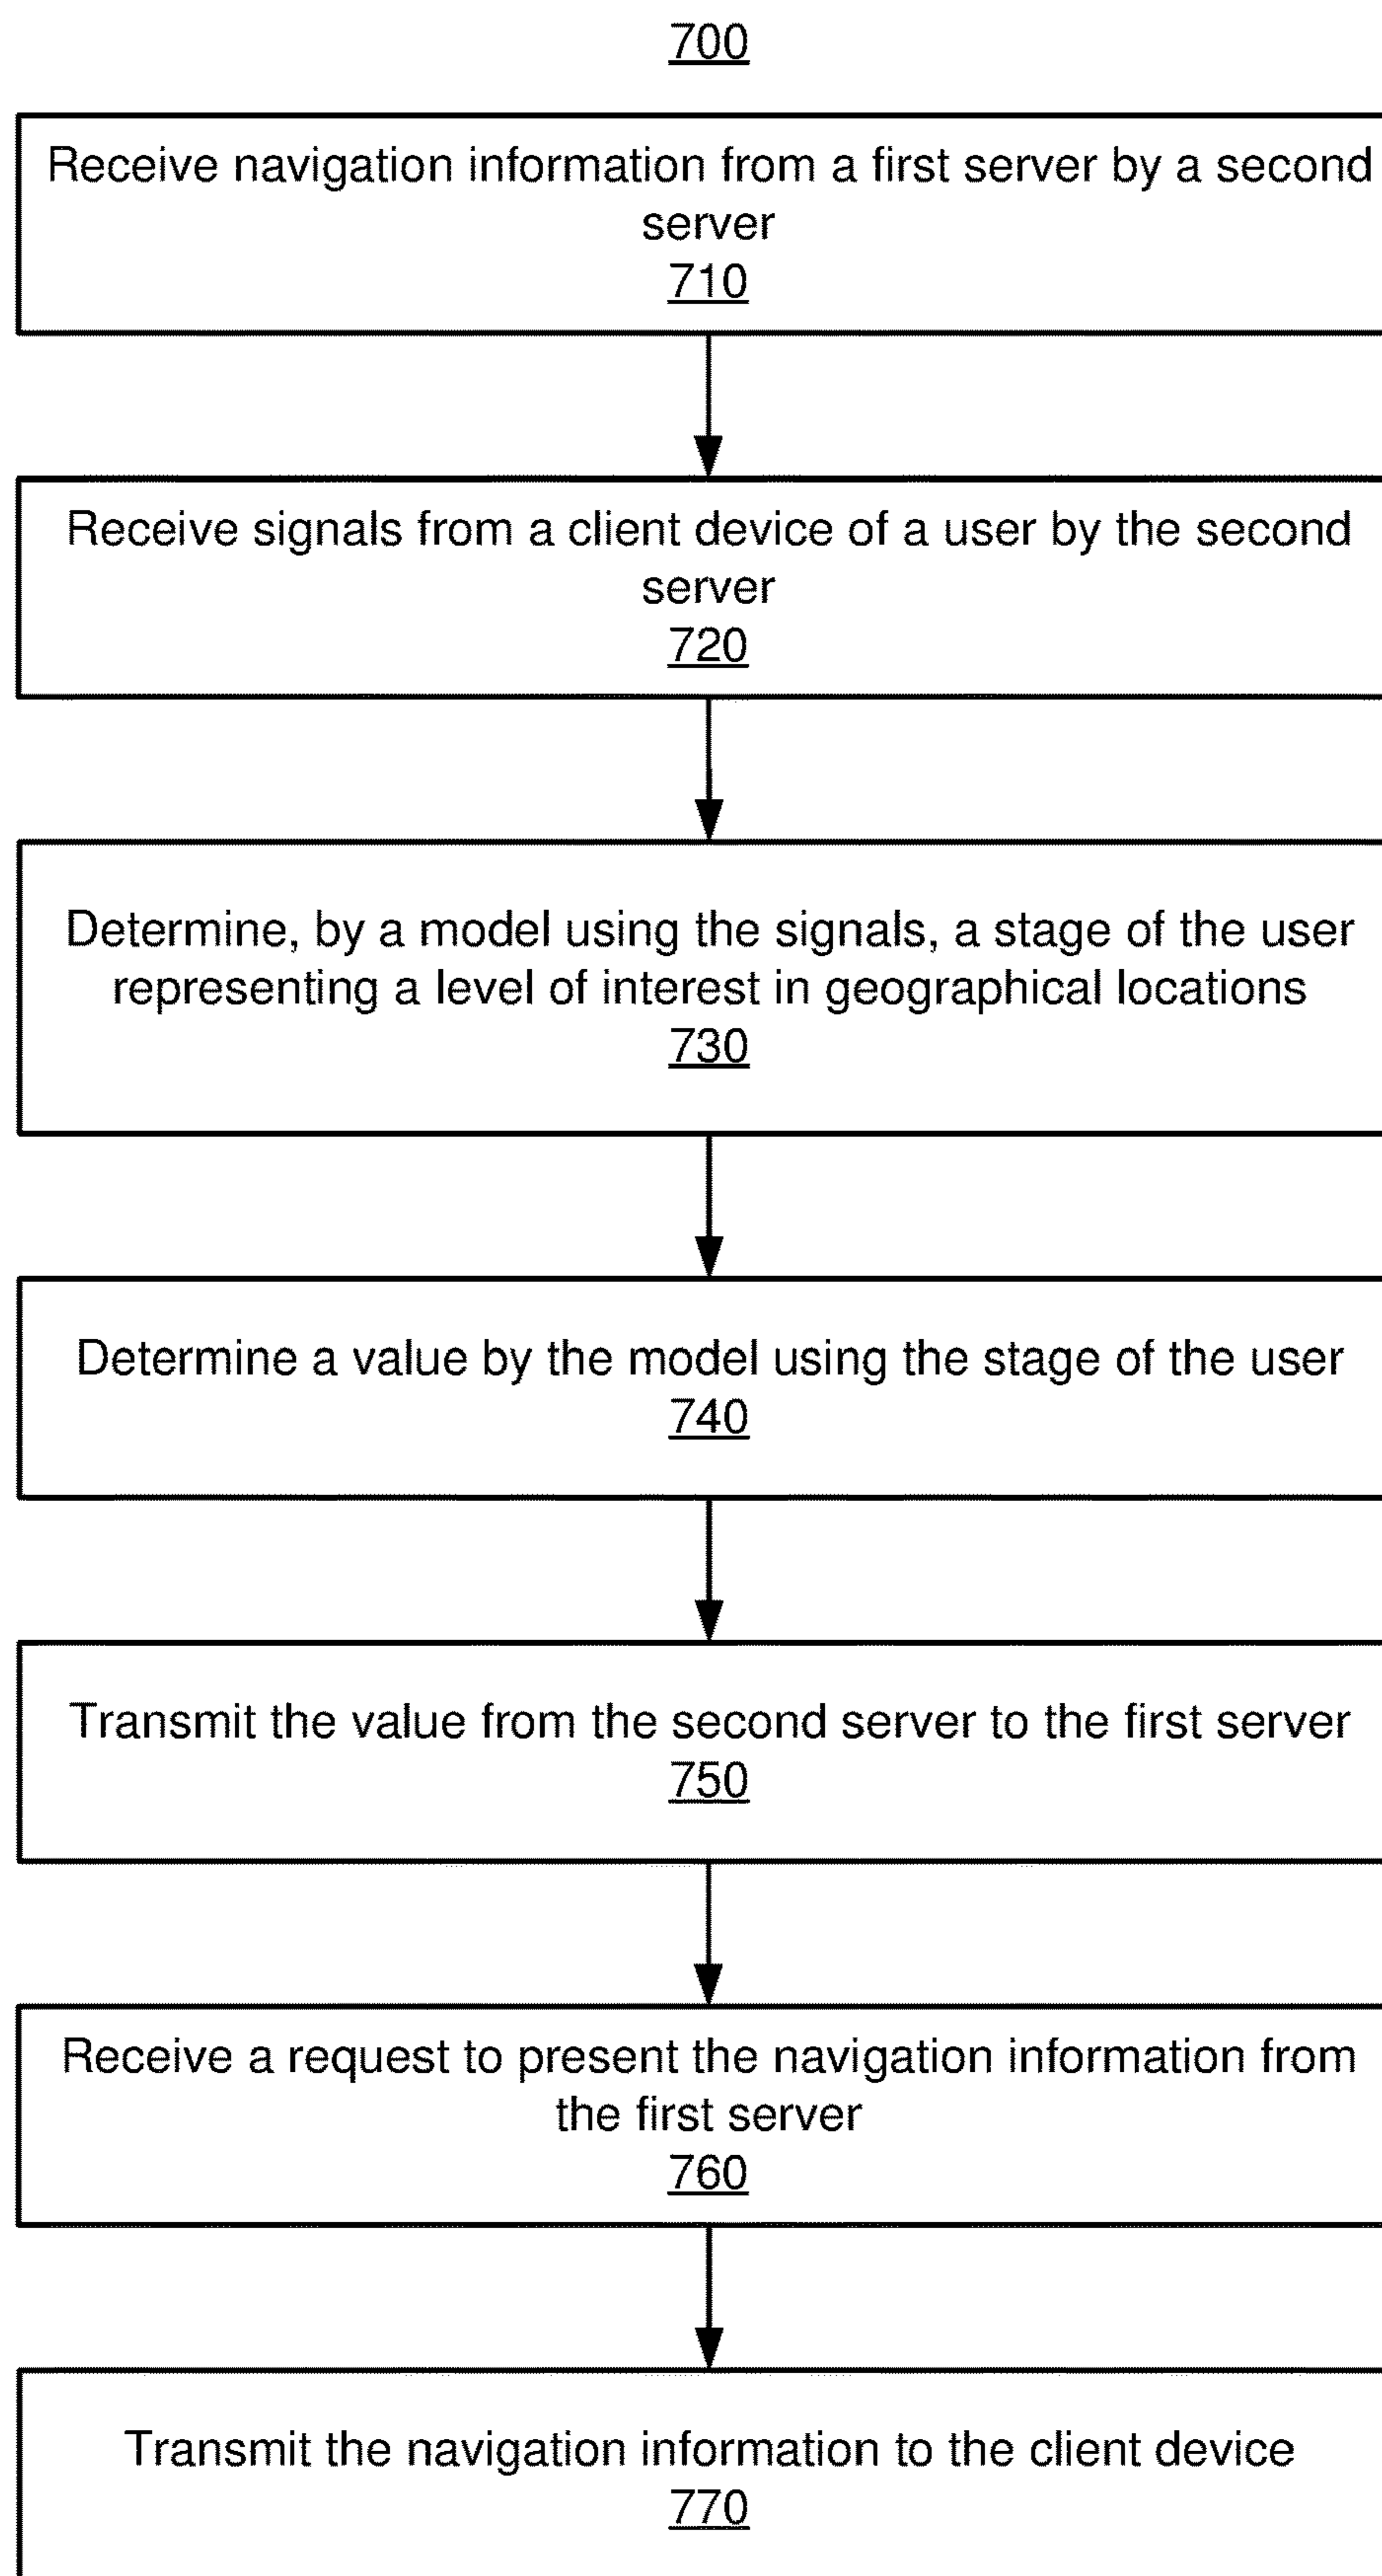 700
Receive navigation information from a first server by a second
server
710
Receive signals from a client device of a user by the second
server
720
Determine, by a model using the signals, a stage of the user
representing a level of interest in geographical locations
730
Determine a value by the model using the stage of the user
740
Transmit the value from the second server to the first server
750
Receive a request to present the navigation information from
the first server
760
Transmit the navigation information to the client device
770